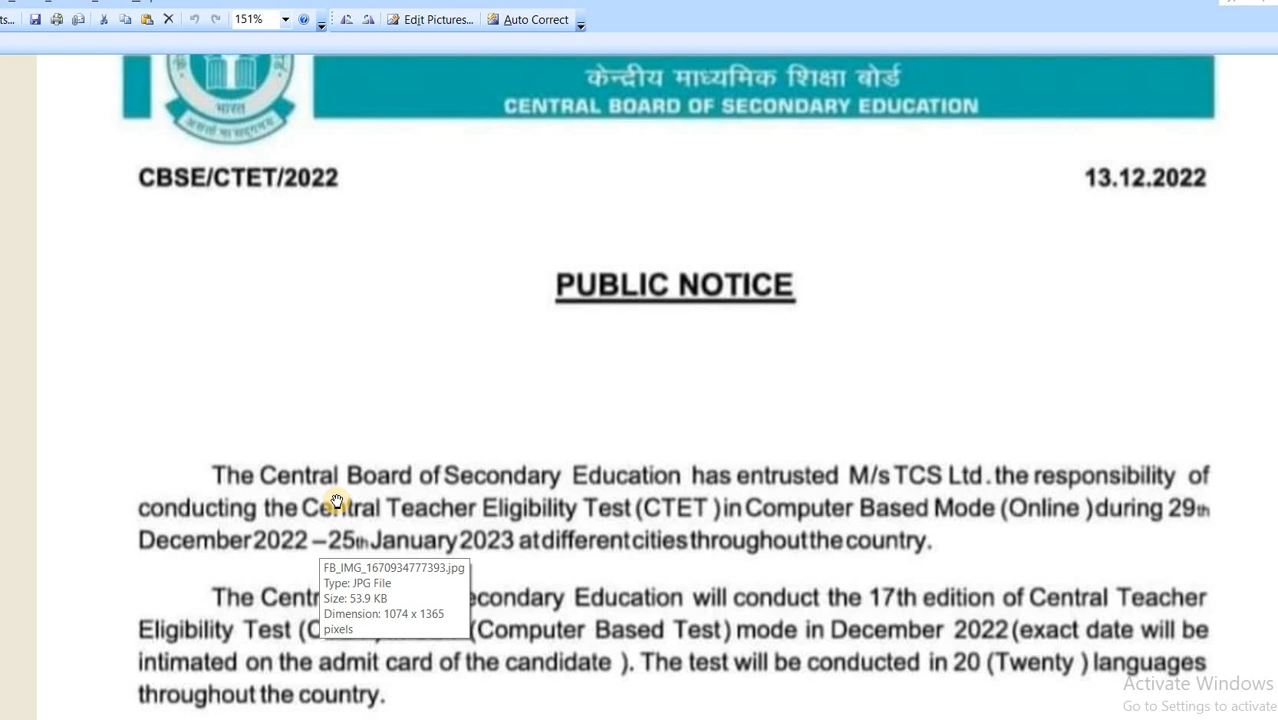 ts...
151%
Edit Pictures...
Auto Correct
केन्द्रीय माध्यमिक शिक्षा बोर्ड
CENTRAL BOARD OF SECONDARY EDUCATION
भारत
असतो मा सद्गमय
CBSE/CTET/2022
13.12.2022
PUBLIC NOTICE
The Central Board of Secondary Education has entrusted M/s TCS Ltd. the responsibility of
conducting the Central Teacher Eligibility Test (CTET ) in Computer Based Mode (Online ) during 29th
December 2022 – 25th January 2023 at different cities throughout the country.
FB_IMG_1670934777393.jpg
Type: JPG File
Size: 53.9 KB
Dimension: 1074 x 1365
pixels
The Centr econdary Education will conduct the 17th edition of Central Teacher
Eligibility Test (C (Computer Based Test) mode in December 2022 (exact date will be
intimated on the admit card of the candidate ). The test will be conducted in 20 (Twenty ) languages
throughout the country.
Activate Windows
Go to Settings to activate